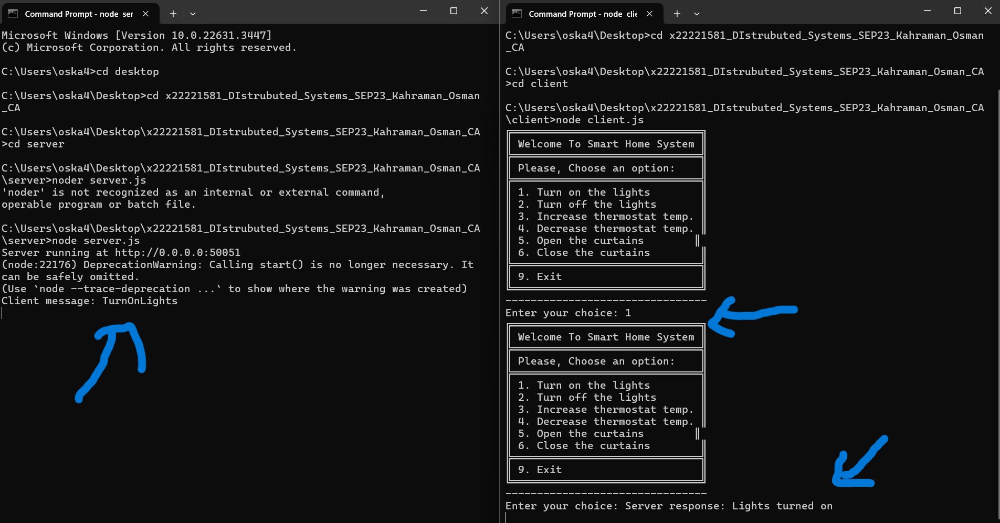 Command Prompt - node ser
Microsoft Windows [Version 10.0.22631.3447]
(c) Microsoft Corporation. All rights reserved.
C:\Users\oska4>cd desktop
C:\Users\oska4\Desktop>cd x22221581_DIstrubuted_Systems_SEP23_Kahraman_Osman
_CA
C:\Users\oska4\Desktop\x22221581_DIstrubuted_Systems_SEP23_Kahraman_Osman_CA
>cd server
C:\Users\oska4\Desktop\x22221581_DIstrubuted_Systems_SEP23_Kahraman_Osman_CA
\server>noder server.js
'noder' is not recognized as an internal or external command,
operable program or batch file.
C:\Users\oska4\Desktop\x22221581_DIstrubuted_Systems_SEP23_Kahraman_Osman_CA
\server>node server.js
Server running at http://0.0.0.0:50051
(node:22176) DeprecationWarning: Calling start() is no longer necessary. It
can be safely omitted.
(Use `node --trace-deprecation ...` to show where the warning was created)
Client message: TurnOnLights
Command Prompt - node clie
C:\Users\oska4\Desktop>cd x22221581_DIstrubuted_Systems_SEP23_Kahraman_Osman
_CA
C:\Users\oska4\Desktop\x22221581_DIstrubuted_Systems_SEP23_Kahraman_Osman_CA
>cd client
C:\Users\oska4\Desktop\x22221581_DIstrubuted_Systems_SEP23_Kahraman_Osman_CA
\client>node client.js
Welcome To Smart Home System
Please, Choose an option:
1. Turn on the lights
2. Turn off the lights
3. Increase thermostat temp.
4. Decrease thermostat temp.
5. Open the curtains
6. Close the curtains
9. Exit
--------------------------------
Enter your choice: 1
Welcome To Smart Home System
Please, Choose an option:
1. Turn on the lights
2. Turn off the lights
3. Increase thermostat temp.
4. Decrease thermostat temp.
5. Open the curtains
6. Close the curtains
9. Exit
--------------------------------
Enter your choice: Server response: Lights turned on